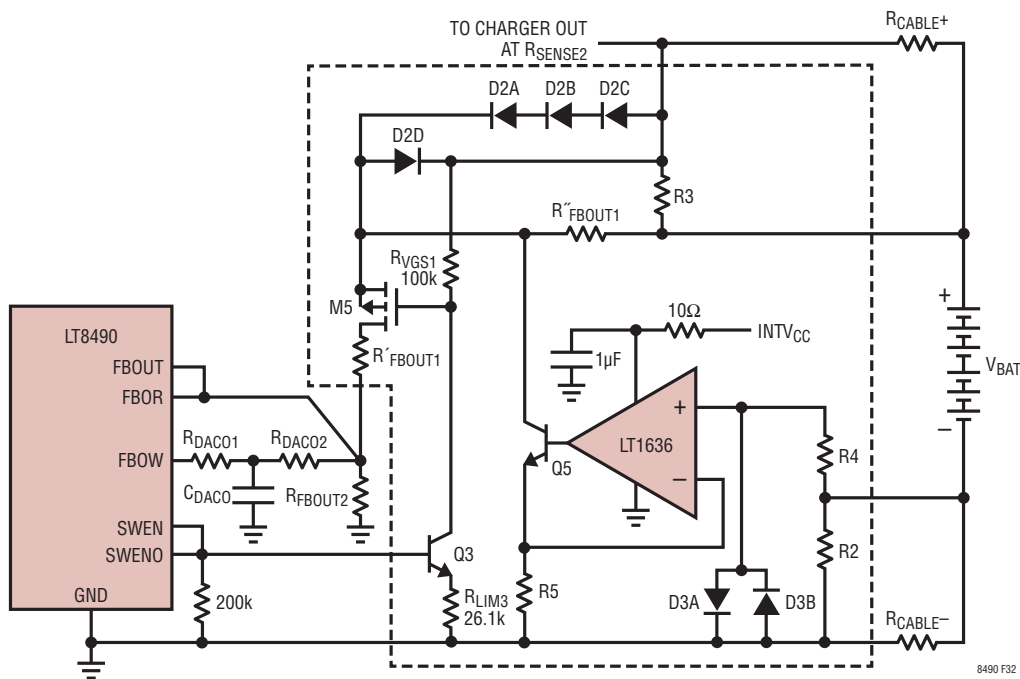 TO CHARGER OUT
AT RSENSE2
RCABLE+
D2A
D2B
D2C
D2D
R3
R˝FBOUT1
RVGS1
100k
M5
R´FBOUT1
10Ω
INTVCC
1µF
+
VBAT
–
LT8490
FBOUT
FBOR
FBOW
RDACO1
RDACO2
CDACO
RFBOUT2
SWEN
SWENO
GND
200k
Q3
RLIM3
26.1k
Q5
LT1636
+
–
R4
R2
R5
D3A
D3B
RCABLE–
8490 F32